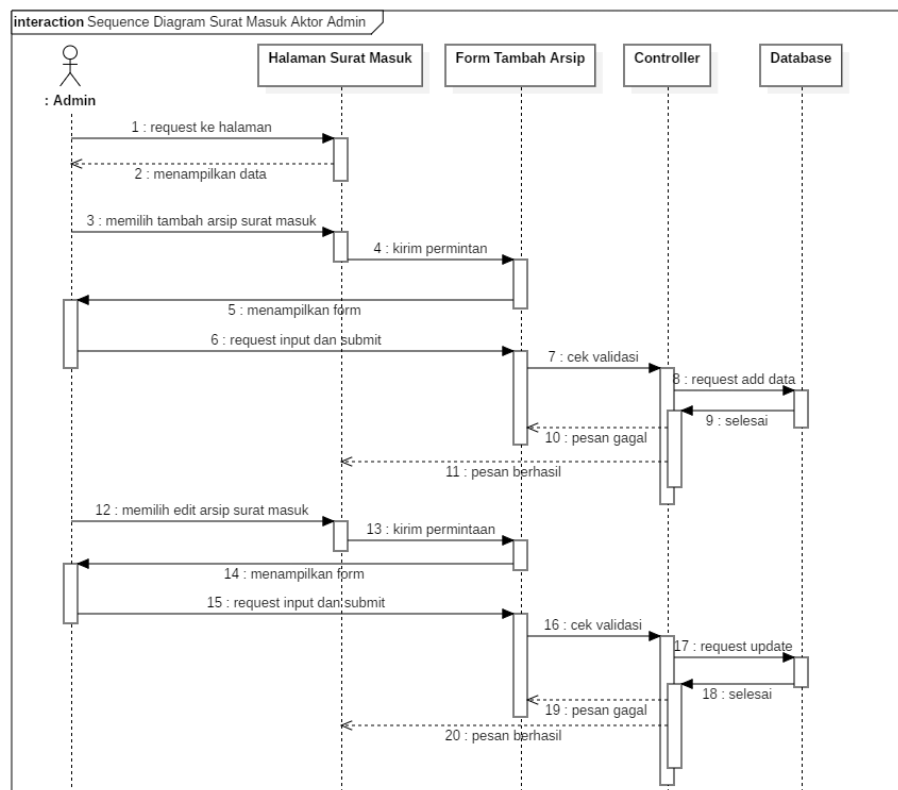 interaction Sequence Diagram Surat Masuk Aktor Admin
Halaman Surat Masuk
Form Tambah Arsip
Controller
Database
: Admin
1 : request ke halaman
2 : menampilkan data
3 : memilih tambah arsip surat masuk
4 : kirim permintan
5 : menampilkan form
6 : request input dan submit
7 : cek validasi
8 : request add data
9 : selesai
10 : pesan gagal
11 : pesan berhasil
12 : memilih edit arsip surat masuk
13 : kirim permintaan
14 : menampilkan form
15 : request input dan submit
16 : cek validasi
17 : request update
18 : selesai
19 : pesan gagal
20 : pesan berhasil